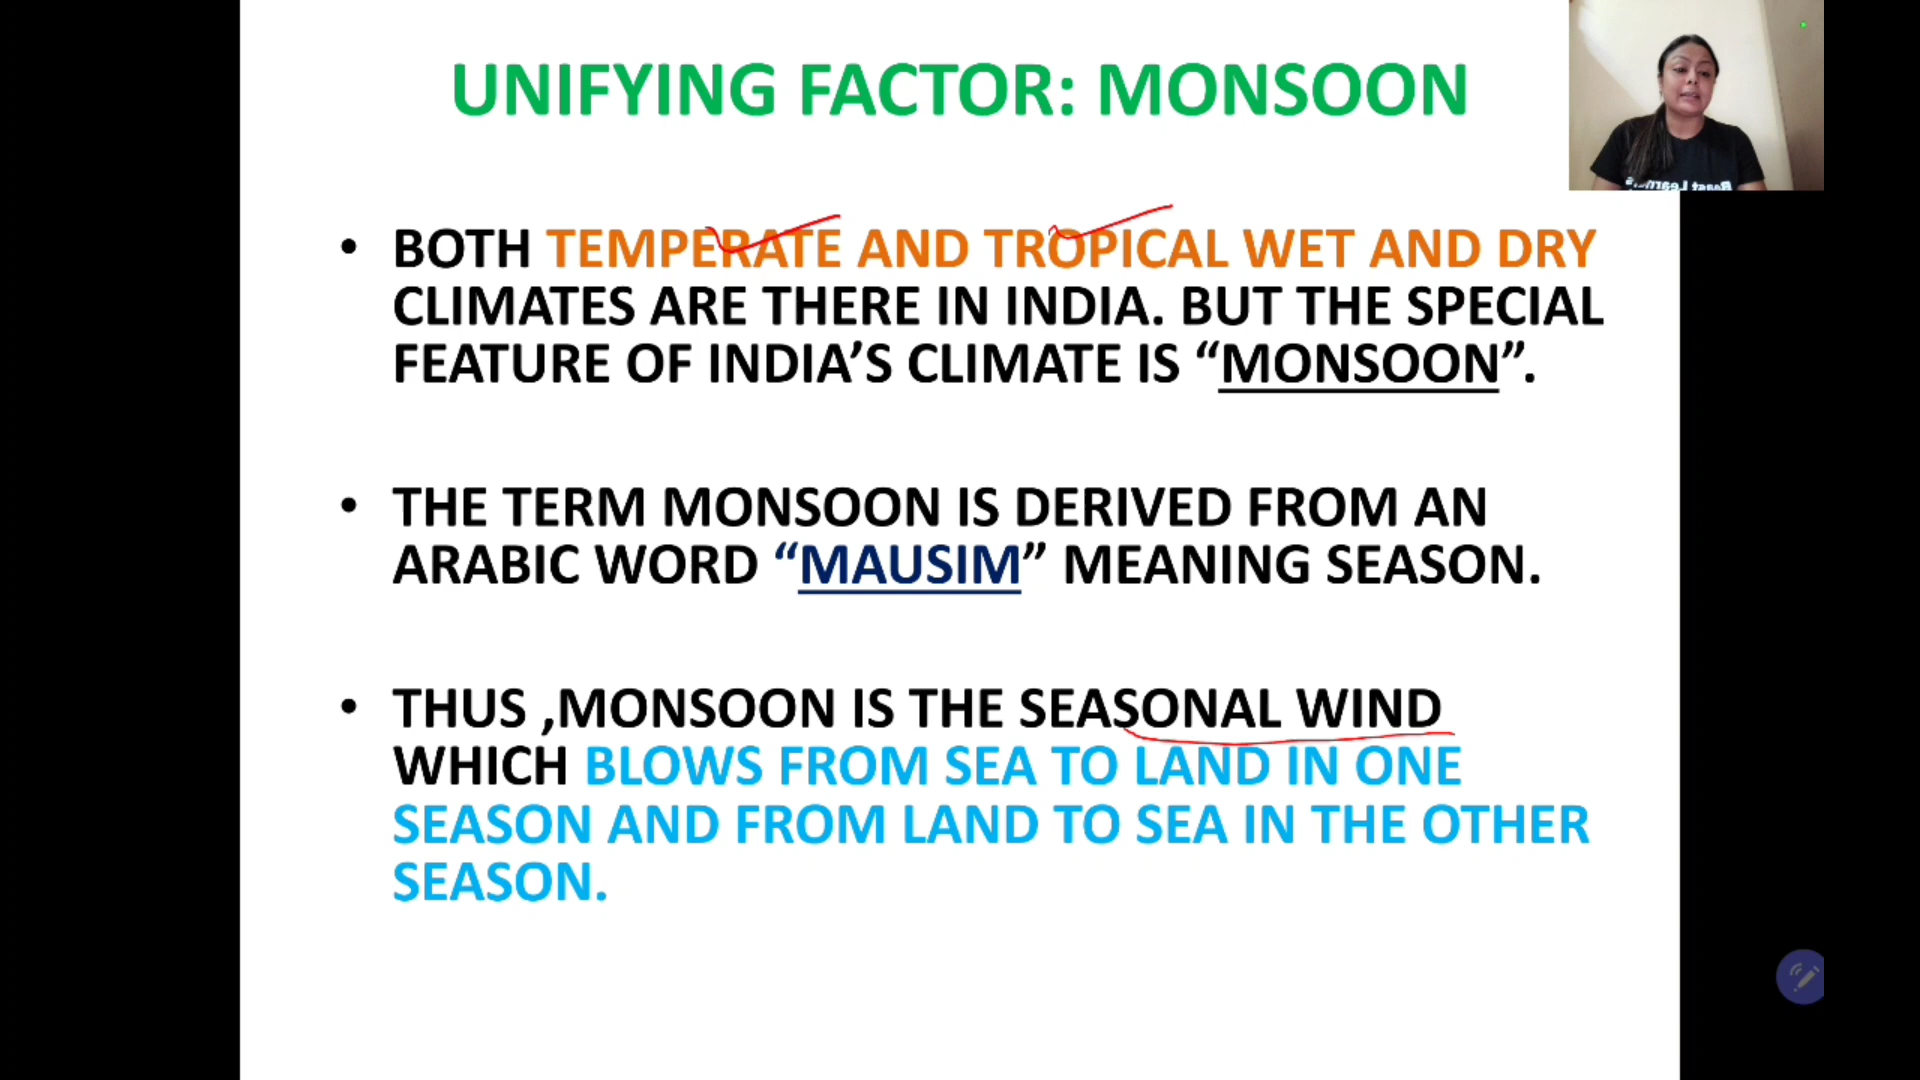 UNIFYING FACTOR: MONSOON
• BOTH TEMPERATE AND TROPICAL WET AND DRY
CLIMATES ARE THERE IN INDIA. BUT THE SPECIAL
FEATURE OF INDIA’S CLIMATE IS “MONSOON”.
• THE TERM MONSOON IS DERIVED FROM AN
ARABIC WORD “MAUSIM” MEANING SEASON.
• THUS ,MONSOON IS THE SEASONAL WIND
WHICH BLOWS FROM SEA TO LAND IN ONE
SEASON AND FROM LAND TO SEA IN THE OTHER
SEASON.